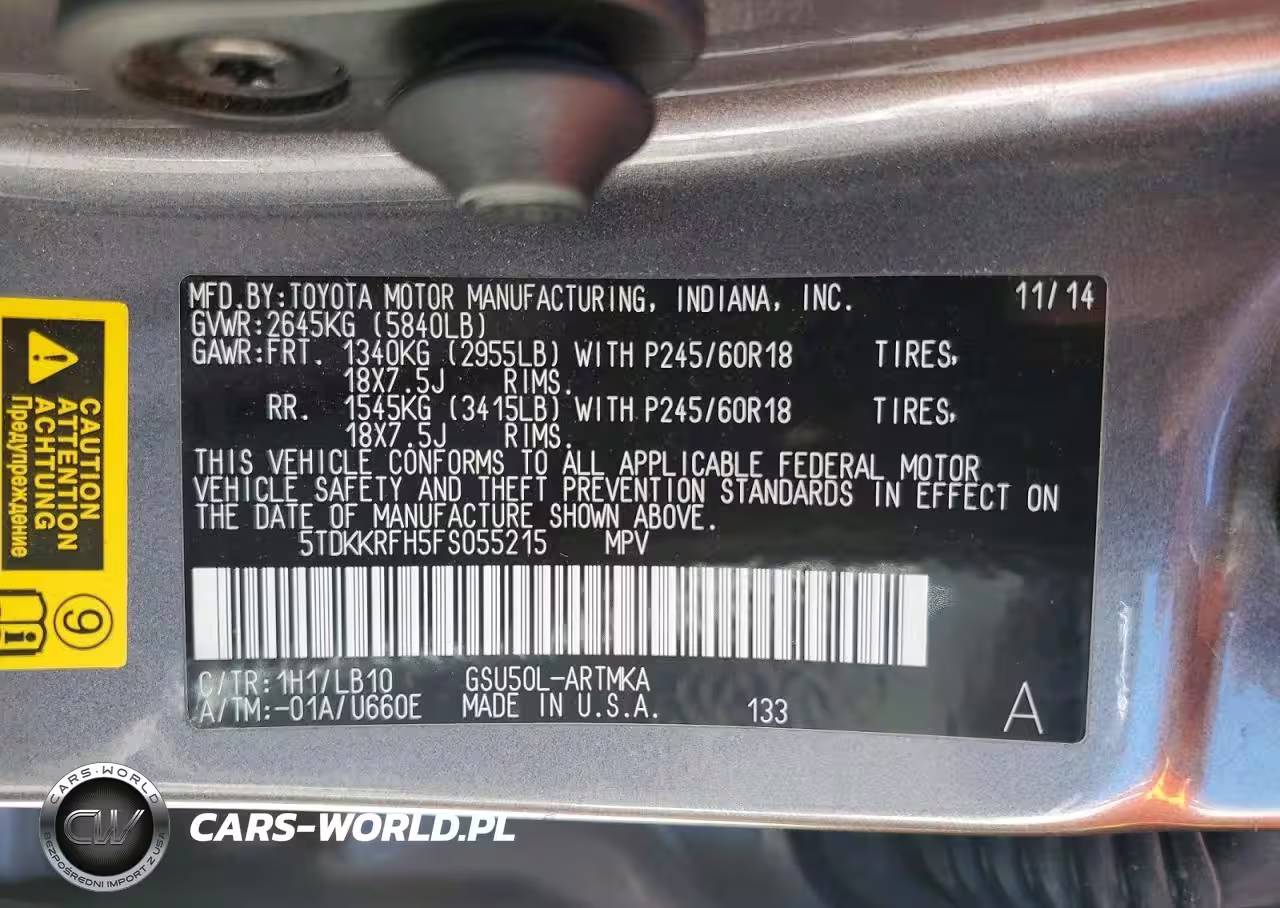 MFD.BY:TOYOTA MOTOR MANUFACTURING, INDIANA, INC. 11/14
GVWR:2645KG (5840LB)
GAWR:FRT. 1340KG (2955LB) WITH P245/60R18 TIRES,
18X7.5J RIMS.
RR. 1545KG (3415LB) WITH P245/60R18 TIRES,
18X7.5J RIMS.
THIS VEHICLE CONFORMS TO ALL APPLICABLE FEDERAL MOTOR
VEHICLE SAFETY AND THEFT PREVENTION STANDARDS IN EFFECT ON
THE DATE OF MANUFACTURE SHOWN ABOVE.
5TDKKRFH5FS055215 MPV
C/TR:1H1/LB10 GSU50L-ARTMKA
A/TM:-01A/U660E MADE IN U.S.A. 133 A
CAUTION
ATTENTION
ACHTUNG
Предупреждение
9
i
CARS-WORLD
CW
BEZPOŚREDNI IMPORT Z USA
CARS-WORLD.PL